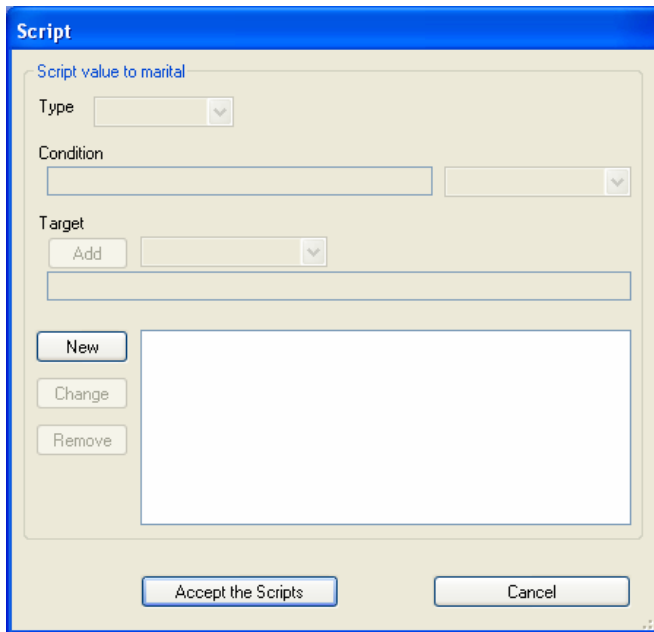 Script
Script value to marital
Type
Condition
Target
Add
New
Change
Remove
Accept the Scripts
Cancel